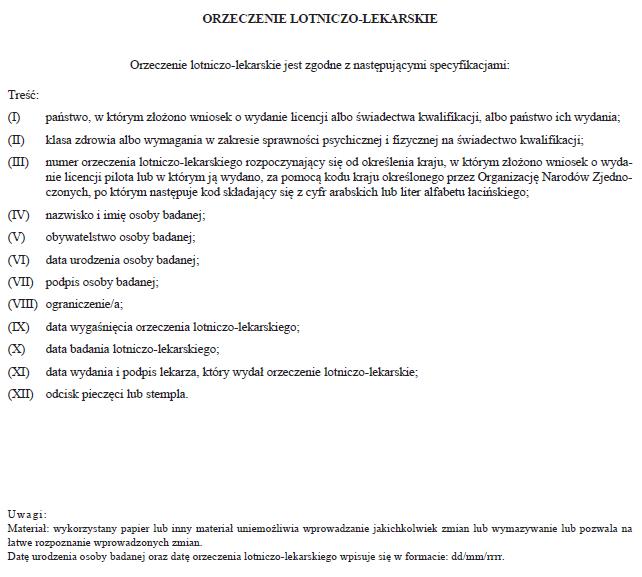 ORZECZENIE LOTNICZO-LEKARSKIE
Orzeczenie lotniczo-lekarskie jest zgodne z następującymi specyfikacjami:
Treść:
(I) państwo, w którym złożono wniosek o wydanie licencji albo świadectwa kwalifikacji, albo państwo ich wydania;
(II) klasa zdrowia albo wymagania w zakresie sprawności psychicznej i fizycznej na świadectwo kwalifikacji;
(III) numer orzeczenia lotniczo-lekarskiego rozpoczynający się od określenia kraju, w którym złożono wniosek o wyda-
nie licencji pilota lub w którym ją wydano, za pomocą kodu kraju określonego przez Organizację Narodów Zjedno-
czonych, po którym następuje kod składający się z cyfr arabskich lub liter alfabetu łacińskiego;
(IV) nazwisko i imię osoby badanej;
(V) obywatelstwo osoby badanej;
(VI) data urodzenia osoby badanej;
(VII) podpis osoby badanej;
(VIII) ograniczenie/a;
(IX) data wygaśnięcia orzeczenia lotniczo-lekarskiego;
(X) data badania lotniczo-lekarskiego;
(XI) data wydania i podpis lekarza, który wydał orzeczenie lotniczo-lekarskie;
(XII) odcisk pieczęci lub stempla.
Uwagi:
Materiał: wykorzystany papier lub inny materiał uniemożliwia wprowadzanie jakichkolwiek zmian lub wymazywanie lub pozwala na
łatwe rozpoznanie wprowadzonych zmian.
Datę urodzenia osoby badanej oraz datę orzeczenia lotniczo-lekarskiego wpisuje się w formacie: dd/mm/rrrr.